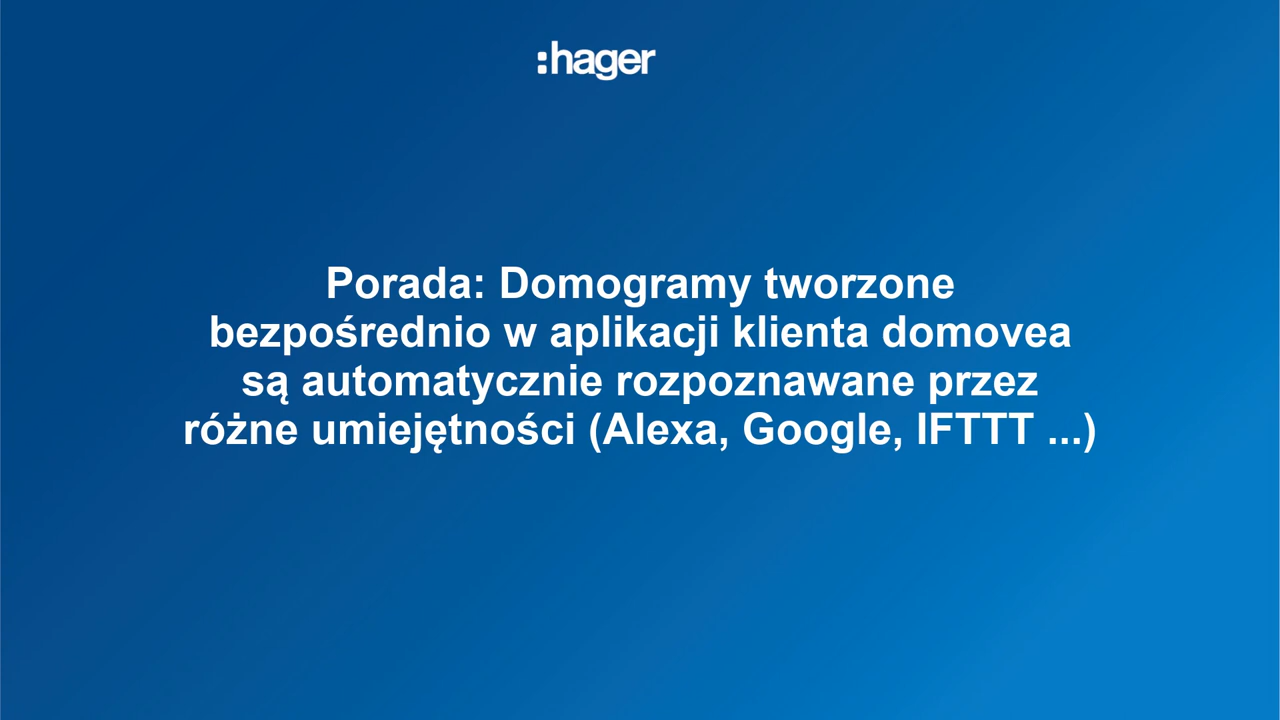 :hager
Porada: Domogramy tworzone
bezpośrednio w aplikacji klienta domovea
są automatycznie rozpoznawane przez
różne umiejętności (Alexa, Google, IFTTT ...)